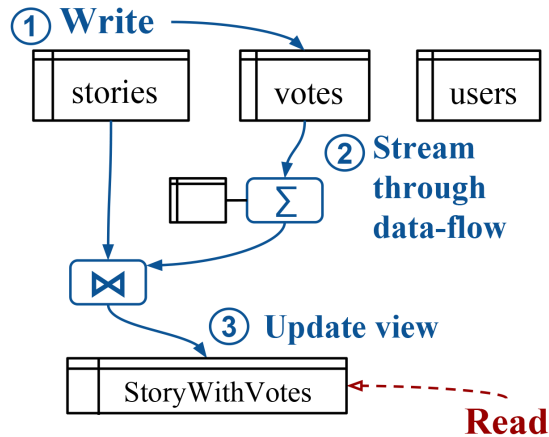 1 Write
stories
votes
users
2 Stream
through
data-flow
Σ
⋈
3 Update view
StoryWithVotes
Read